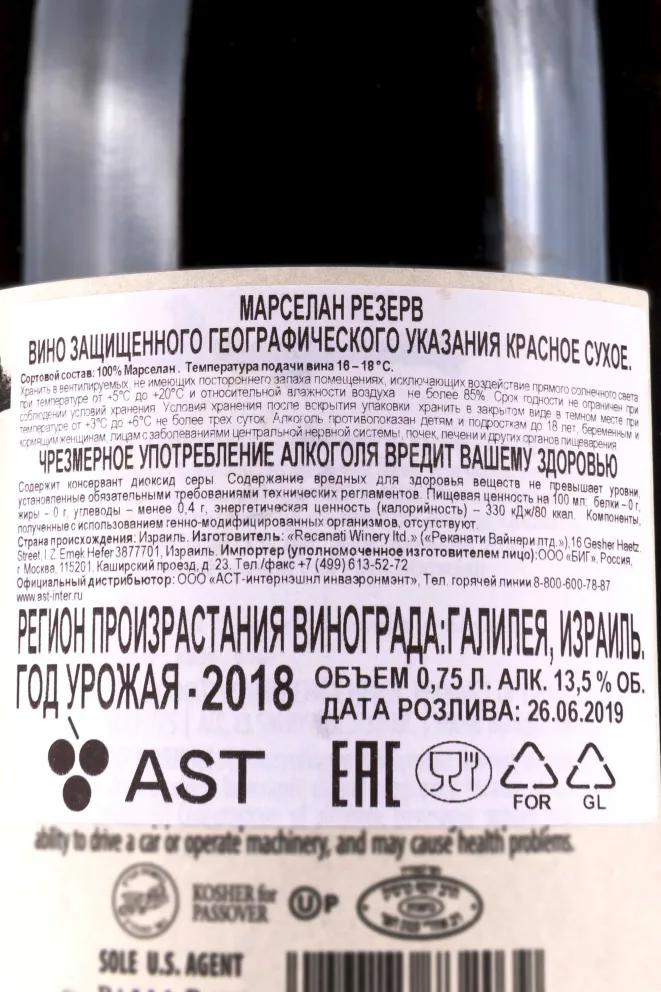 МАРСЕЛАН РЕЗЕРВ
ВИНО ЗАЩИЩЕННОГО ГЕОГРАФИЧЕСКОГО УКАЗАНИЯ КРАСНОЕ СУХОЕ.
Сортовой состав: 100% Марселан. Температура подачи вина 16 – 18 °С.
Хранить в вентилируемых, не имеющих постороннего запаха помещениях, исключающих воздействие прямого солнечного света
при температуре от +5°С до +20°С и относительной влажности воздуха не более 85%. Срок годности не ограничен при
соблюдении условий хранения Условия хранения после вскрытия упаковки хранить в закрытом виде в темном месте при
температуре от +3°С до +6°С не более трех суток. Алкоголь противопоказан детям и подросткам до 18 лет, беременным и
кормящим женщинам, лицам с заболеваниями центральной нервной системы, почек, печени и других органов пищеварения
ЧРЕЗМЕРНОЕ УПОТРЕБЛЕНИЕ АЛКОГОЛЯ ВРЕДИТ ВАШЕМУ ЗДОРОВЬЮ
Содержит консервант диоксид серы Содержание вредных для здоровья веществ не превышает уровни,
установленные обязательными требованиями технических регламентов. Пищевая ценность на 100 мл: белки – 0 г,
жиры – 0 г, углеводы – менее 0,4 г, энергетическая ценность (калорийность) – 330 кДж/80 ккал. Компоненты,
полученные с использованием генно-модифицированных организмов, отсутствуют.
Страна происхождения: Израиль. Изготовитель: «Recanati Winery ltd.» («Реканати Вайнери лтд.»), 16 Gesher Haetz
Street, I.Z. Emek Hefer 3877701, Израиль. Импортер (уполномоченное изготовителем лицо): ООО «БИГ», Россия,
г Москва, 115201, Каширский проезд, д. 23. Тел./факс +7 (499) 613-52-72
Официальный дистрибьютор: ООО «АСТ-интернэшнл инваэронмэнт», Тел. горячей линии 8-800-600-78-87
www.ast-inter.ru
РЕГИОН ПРОИЗРАСТАНИЯ ВИНОГРАДА: ГАЛИЛЕЯ, ИЗРАИЛЬ.
ГОД УРОЖАЯ - 2018
ОБЪЕМ 0,75 Л. АЛК. 13,5 % ОБ.
ДАТА РОЗЛИВА: 26.06.2019
AST
EAC
FOR
GL
ability to drive a car or operate machinery, and may cause health problems.
KOSHER for
PASSOVER
U P
SOLE U.S. AGENT